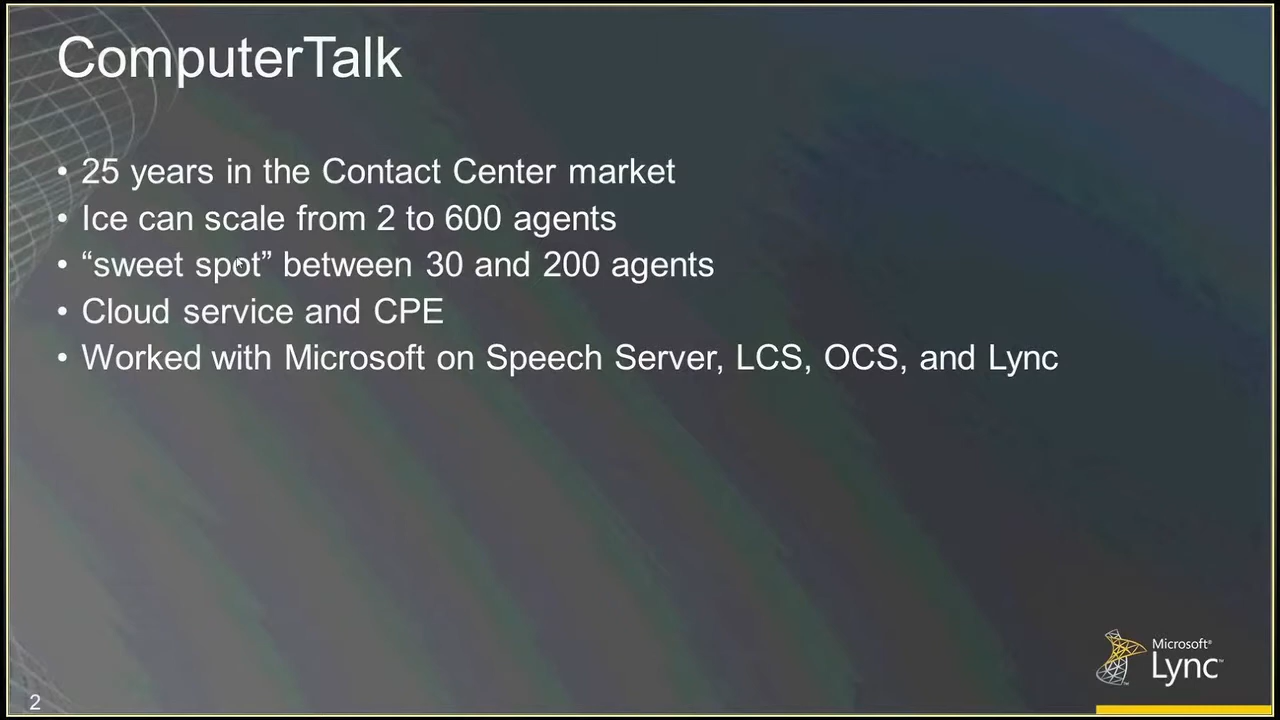 ComputerTalk
• 25 years in the Contact Center market
• Ice can scale from 2 to 600 agents
• “sweet spot” between 30 and 200 agents
• Cloud service and CPE
• Worked with Microsoft on Speech Server, LCS, OCS, and Lync
Microsoft®
Lync™
2